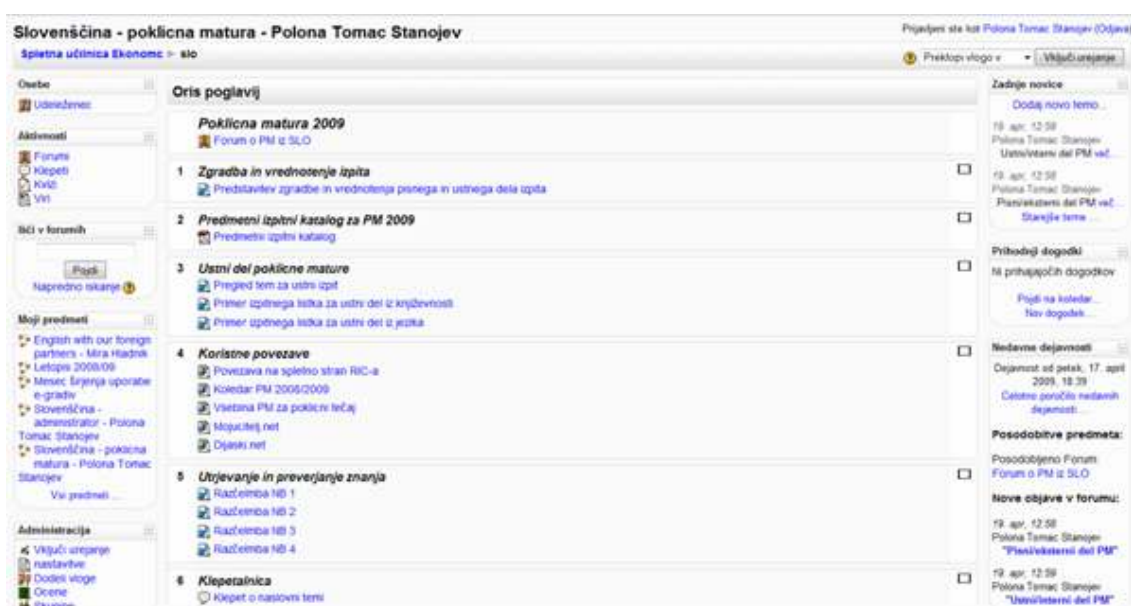 Slovenščina - poklicna matura - Polona Tomac Stanojev
Prijavljeni ste kot Polona Tomac Stanojev (Odjava)
Spletna učilnica Ekonomc ► slo
Preklopi vlogo v
Vključi urejanje
Osebe
Udeleženec
Aktivnosti
Forumi
Klepeti
Kvizi
Viri
Išči v forumih
Pojdi
Napredno iskanje
Moji predmeti
English with our foreign
partners - Mira Hladnik
Letopis 2008/09
Mesec širjenja uporabe
e-gradiv
Slovenščina -
administrator - Polona
Tomac Stanojev
Slovenščina - poklicna
matura - Polona Tomac
Stanojev
Vsi predmeti ...
Administracija
Vključi urejanje
nastavitve
Dodeli vloge
Ocene
Skupine
Oris poglavij
Poklicna matura 2009
Forum o PM iz SLO
1 Zgradba in vrednotenje izpita
Predstavitev zgradbe in vrednotenja pisnega in ustnega dela izpita
2 Predmetni izpitni katalog za PM 2009
Predmetni izpitni katalog
3 Ustni del poklicne mature
Pregled tem za ustni izpit
Primer izpitnega listka za ustni del iz književnosti
Primer izpitnega listka za ustni del iz jezika
4 Koristne povezave
Povezava na spletno stran RIC-a
Koledar PM 2008/2009
Vsebina PM za poklicni tečaj
Mojucitelj.net
Dijaski.net
5 Utrjevanje in preverjanje znanja
Razčlemba NB 1
Razčlemba NB 2
Razčlemba NB 3
Razčlemba NB 4
6 Klepetalnica
Klepet o naslovni temi
Zadnje novice
Dodaj novo temo...
19. apr, 12:59
Polona Tomac Stanojev
Ustni/interni del PM več...
19. apr, 12:58
Polona Tomac Stanojev
Pisni/eksterni del PM več...
Starejše teme ...
Prihodnji dogodki
Ni prihajajočih dogodkov
Pojdi na koledar...
Nov dogodek...
Nedavne dejavnosti
Dejavnost od petek, 17. april
2009, 18:39
Celotno poročilo nedavnih
dejavnosti ...
Posodobitve predmeta:
Posodobljeno Forum:
Forum o PM iz SLO
Nove objave v forumu:
19. apr, 12:58
Polona Tomac Stanojev
"Pisni/eksterni del PM"
19. apr, 12:59
Polona Tomac Stanojev
"Ustni/interni del PM"